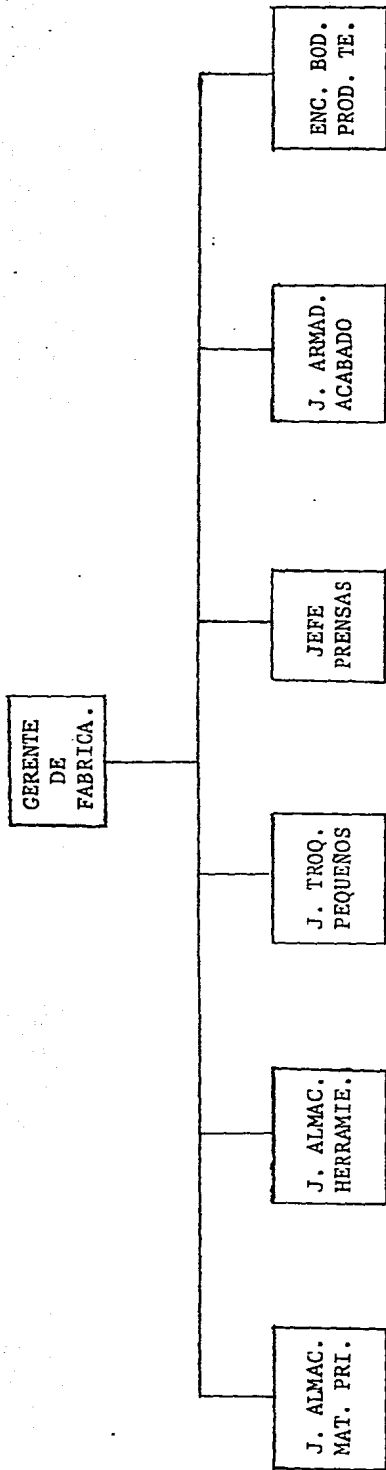 GERENTE
DE
FABRICA.
J. ALMAC.
MAT. PRI.
J. ALMAC.
HERRAMIE.
J. TROQ.
PEQUEÑOS
JEFE
PRENSAS
J. ARMAD.
ACABADO
ENC. BOD.
PROD. TE.